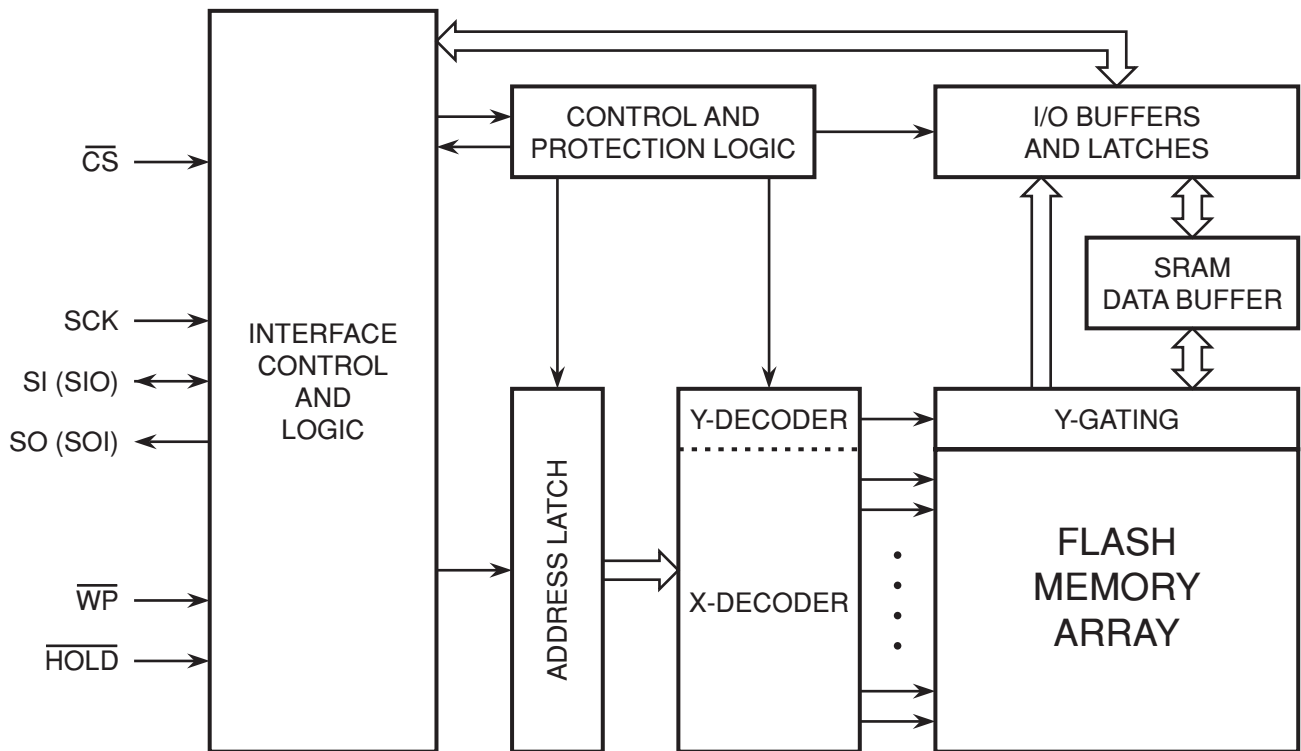 CS
SCK
SI (SIO)
SO (SOI)
WP
HOLD
INTERFACE
CONTROL
AND
LOGIC
CONTROL AND
PROTECTION LOGIC
I/O BUFFERS
AND LATCHES
SRAM
DATA BUFFER
ADDRESS LATCH
Y-DECODER
X-DECODER
Y-GATING
FLASH
MEMORY
ARRAY